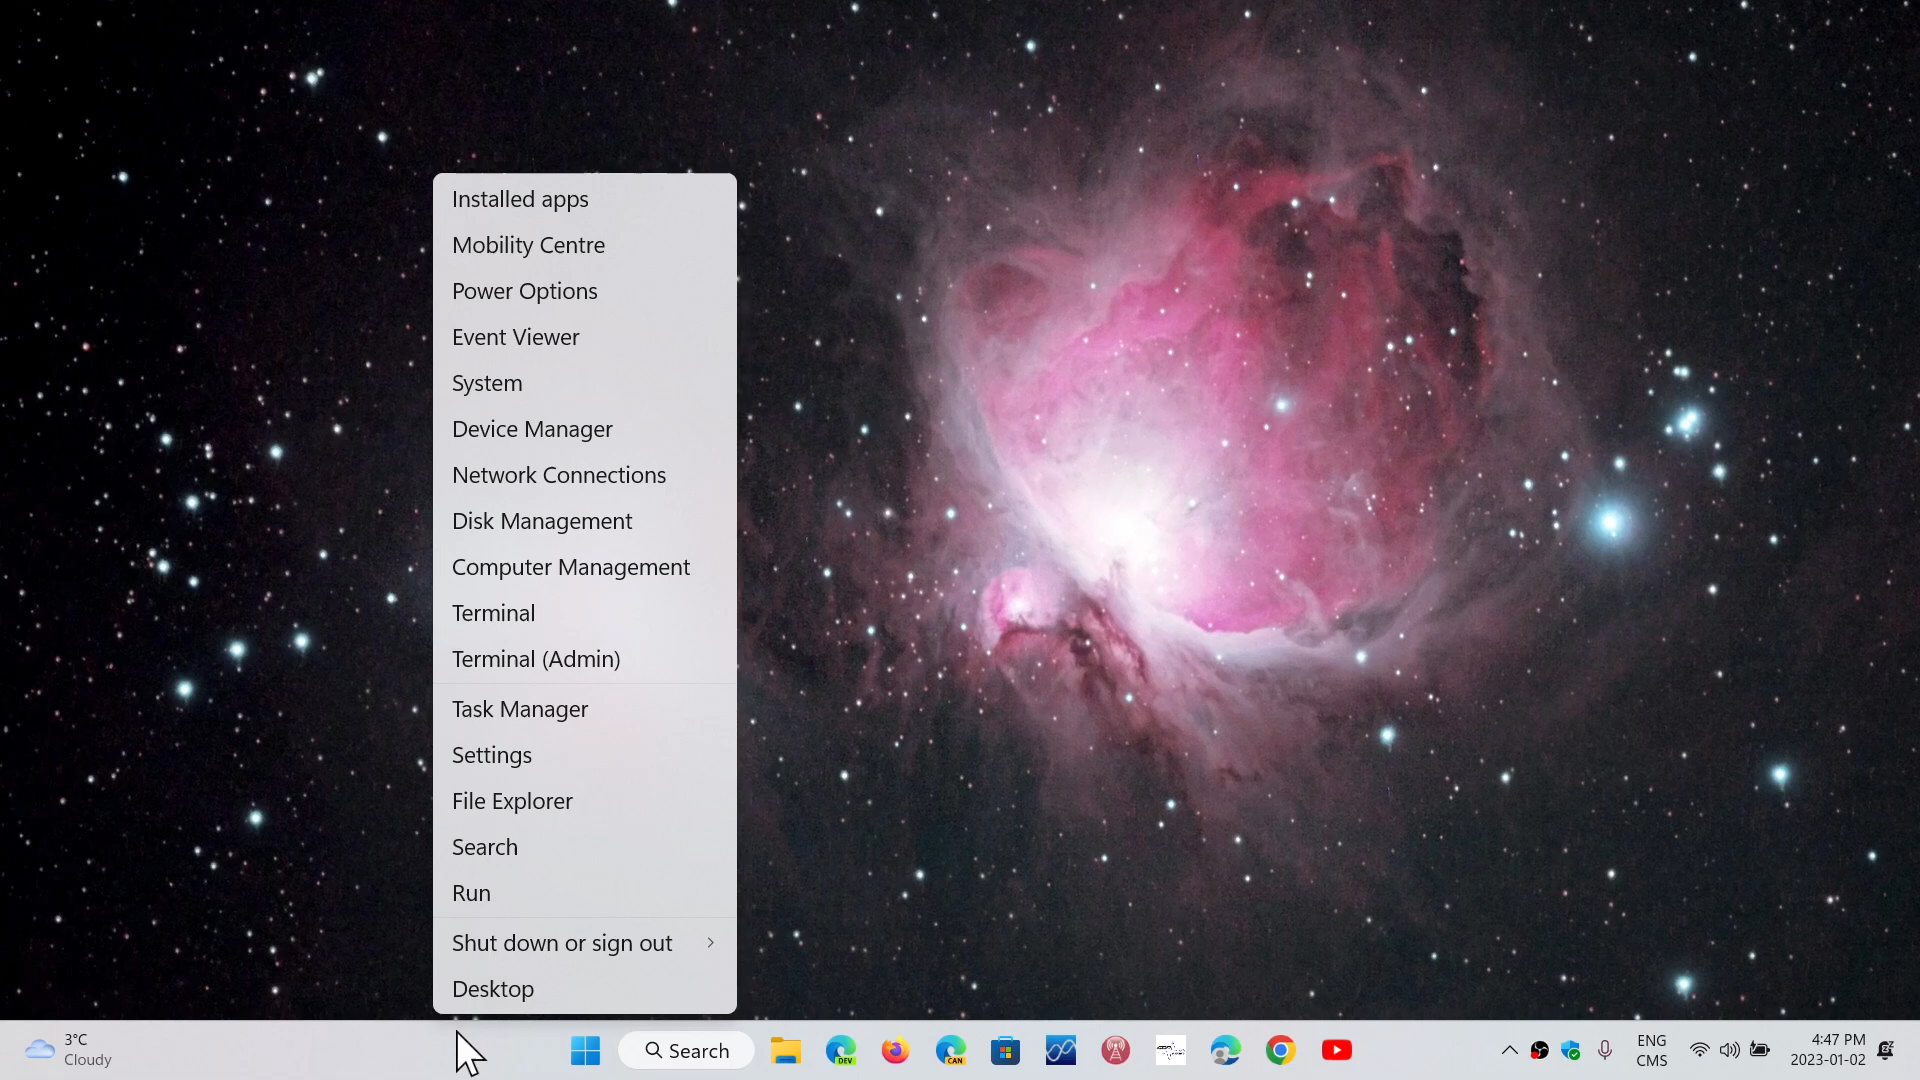 Installed apps
Mobility Centre
Power Options
Event Viewer
System
Device Manager
Network Connections
Disk Management
Computer Management
Terminal
Terminal (Admin)
Task Manager
Settings
File Explorer
Search
Run
Shut down or sign out
Desktop
3°C
Cloudy
Search
DEV
CAN
ENG
CMS
4:47 PM
2023-01-02